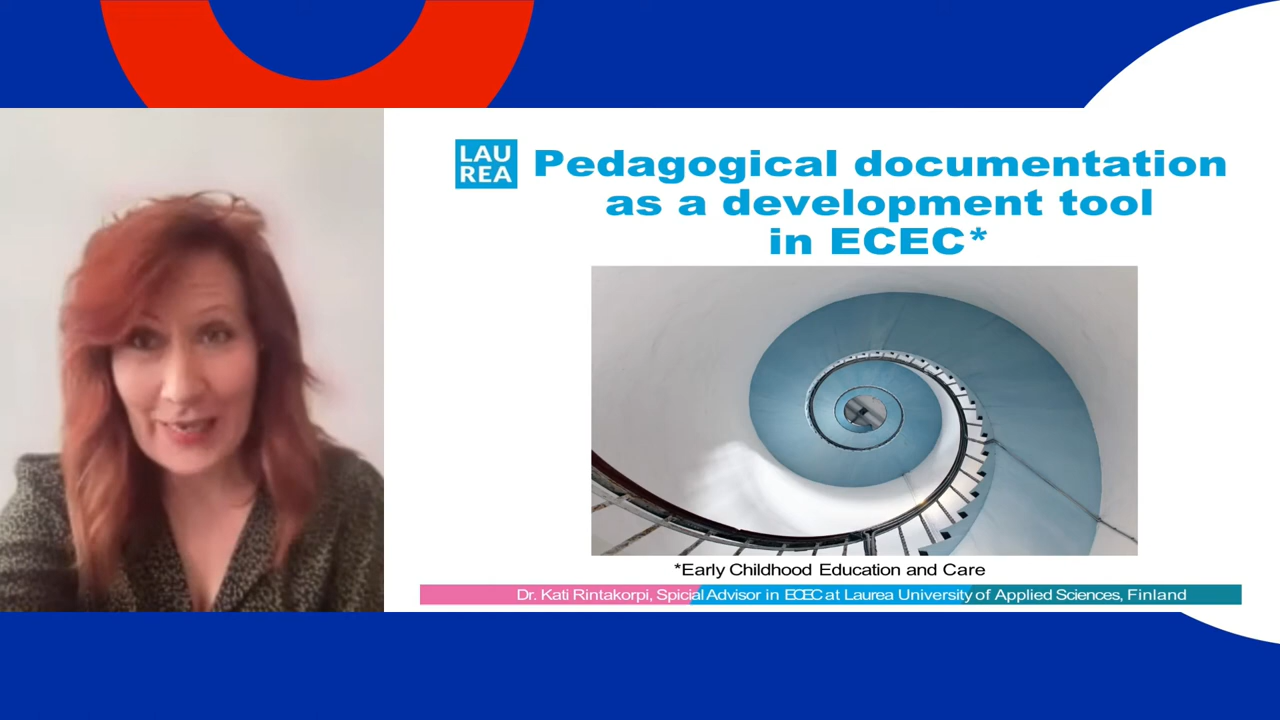 LAU
REA
Pedagogical documentation
as a development tool
in ECEC*
*Early Childhood Education and Care
Dr. Kati Rintakorpi, Spicial Advisor in ECEC at Laurea University of Applied Sciences, Finland